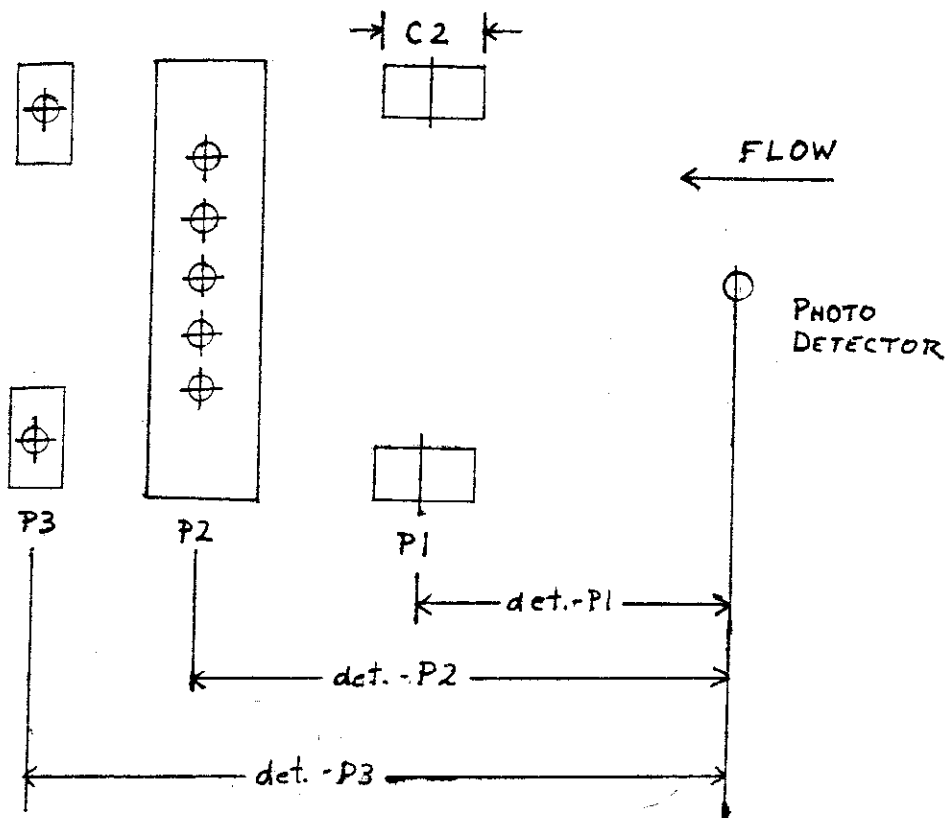 C2
FLOW
PHOTO
DETECTOR
P3
P2
P1
det.-P1
det.-P2
det.-P3